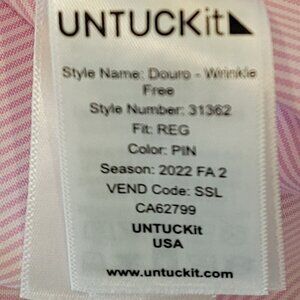 UNTUCKit
Style Name: Douro - Wrinkle
Free
Style Number: 31362
Fit: REG
Color: PIN
Season: 2022 FA 2
VEND Code: SSL
CA62799
UNTUCKit
USA
www.untuckit.com